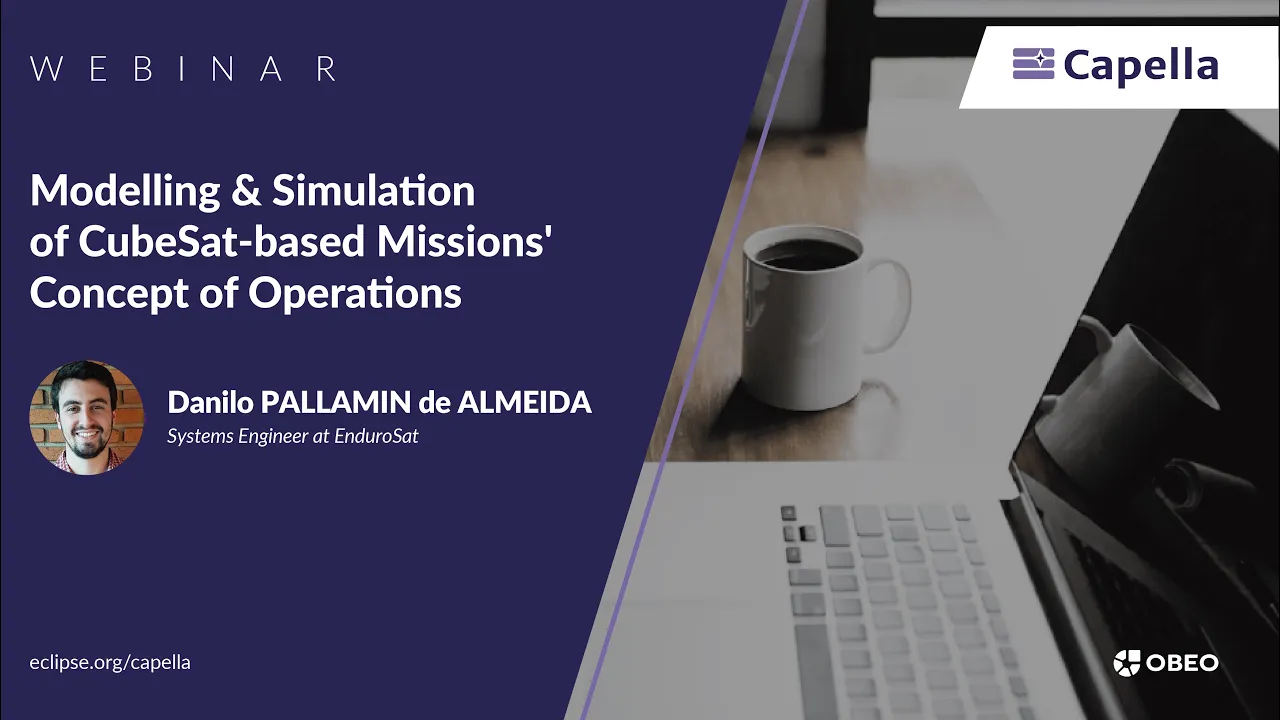 WEBINAR
Capella
Modelling & Simulation
of CubeSat-based Missions'
Concept of Operations
Danilo PALLAMIN de ALMEIDA
Systems Engineer at EnduroSat
eclipse.org/capella
OBEO